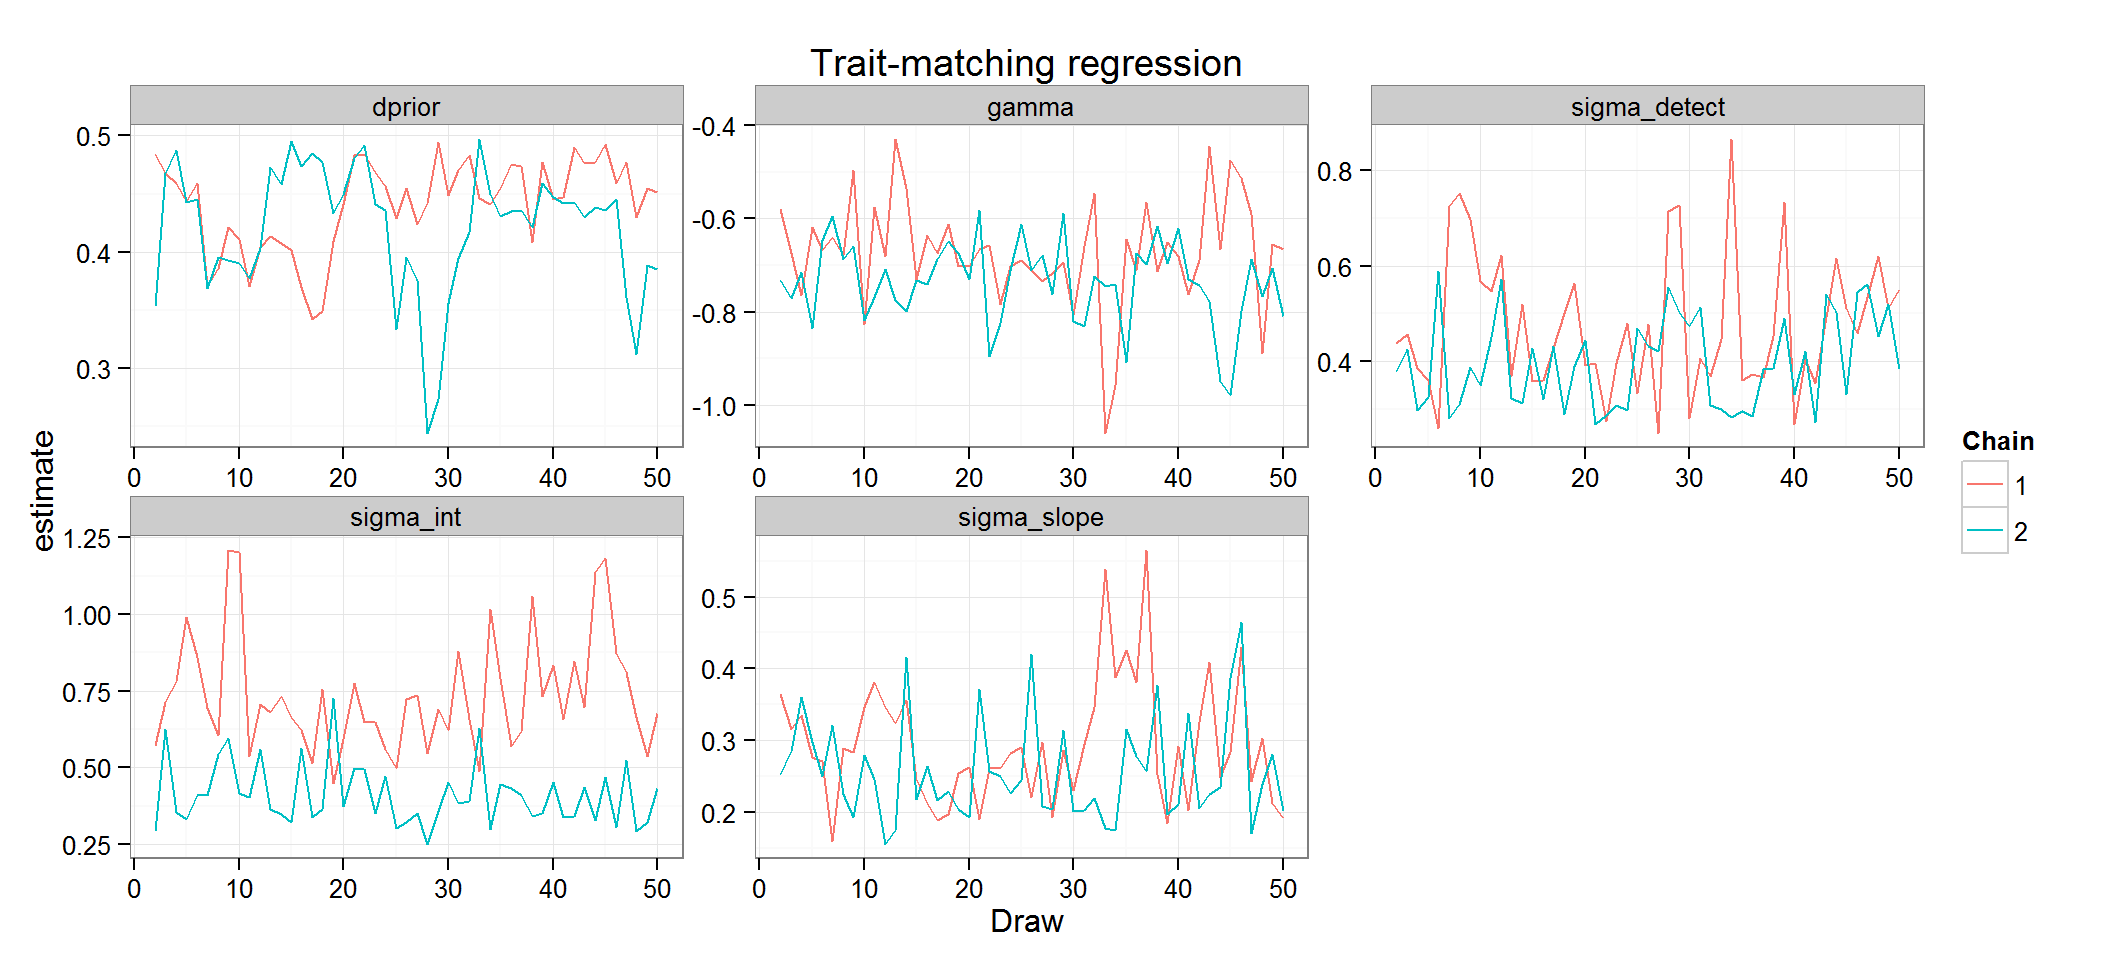 Trait-matching regression
dprior
gamma
sigma_detect
0.5
0.4
0.3
-0.4
-0.6
-0.8
-1.0
0.8
0.6
0.4
0 10 20 30 40 50
0 10 20 30 40 50
0 10 20 30 40 50
estimate
sigma_int
sigma_slope
1.25
1.00
0.75
0.50
0.25
0.5
0.4
0.3
0.2
0 10 20 30 40 50
0 10 20 30 40 50
Draw
Chain
1
2